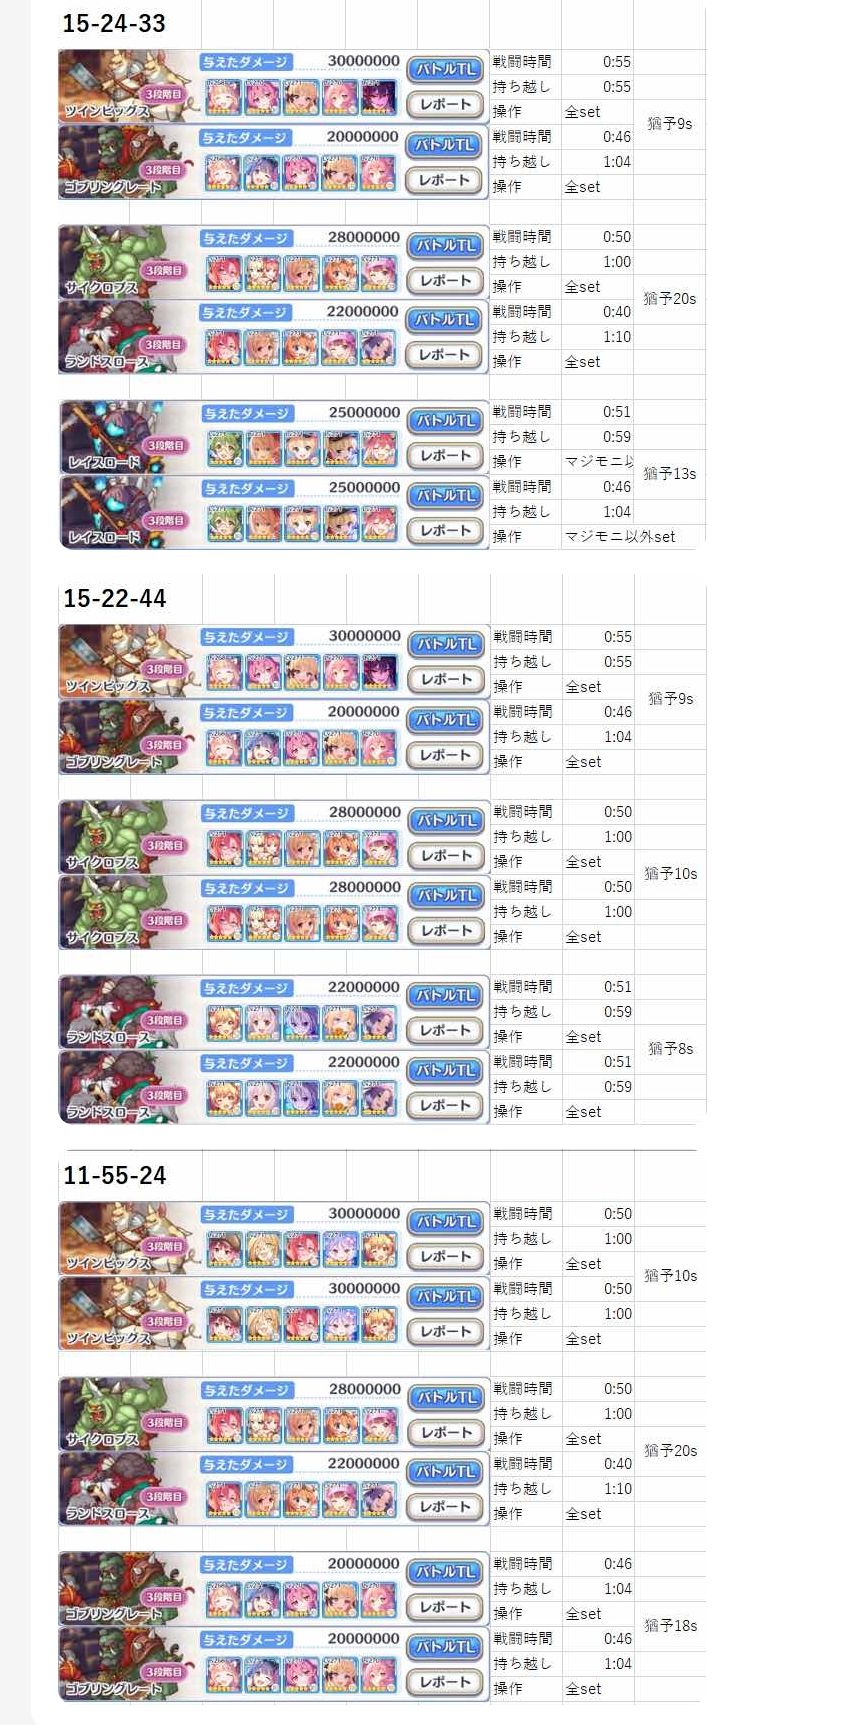 15-24-33
与えたダメージ 30000000 バトルTL 戦闘時間 0:55
3段階目 持ち越し 0:55
ツインピッグス レポート 操作 全set
猶予9s
与えたダメージ 20000000 バトルTL 戦闘時間 0:46
3段階目 持ち越し 1:04
ゴブリングレート レポート 操作 全set
与えたダメージ 28000000 バトルTL 戦闘時間 0:50
3段階目 持ち越し 1:00
サイクロプス レポート 操作 全set
猶予20s
与えたダメージ 22000000 バトルTL 戦闘時間 0:40
3段階目 持ち越し 1:10
ランドスロース レポート 操作 全set
与えたダメージ 25000000 バトルTL 戦闘時間 0:51
3段階目 持ち越し 0:59
レイスロード レポート 操作 マジモニ以
猶予13s
与えたダメージ 25000000 バトルTL 戦闘時間 0:46
3段階目 持ち越し 1:04
レイスロード レポート 操作 マジモニ以外set
15-22-44
与えたダメージ 30000000 バトルTL 戦闘時間 0:55
3段階目 持ち越し 0:55
ツインピッグス レポート 操作 全set
猶予9s
与えたダメージ 20000000 バトルTL 戦闘時間 0:46
3段階目 持ち越し 1:04
ゴブリングレート レポート 操作 全set
与えたダメージ 28000000 バトルTL 戦闘時間 0:50
3段階目 持ち越し 1:00
サイクロプス レポート 操作 全set
猶予10s
与えたダメージ 28000000 バトルTL 戦闘時間 0:50
3段階目 持ち越し 1:00
サイクロプス レポート 操作 全set
与えたダメージ 22000000 バトルTL 戦闘時間 0:51
3段階目 持ち越し 0:59
ランドスロース レポート 操作 全set
猶予8s
与えたダメージ 22000000 バトルTL 戦闘時間 0:51
3段階目 持ち越し 0:59
ランドスロース レポート 操作 全set
11-55-24
与えたダメージ 30000000 バトルTL 戦闘時間 0:50
3段階目 持ち越し 1:00
ツインピッグス レポート 操作 全set
猶予10s
与えたダメージ 30000000 バトルTL 戦闘時間 0:50
3段階目 持ち越し 1:00
ツインピッグス レポート 操作 全set
与えたダメージ 28000000 バトルTL 戦闘時間 0:50
3段階目 持ち越し 1:00
サイクロプス レポート 操作 全set
猶予20s
与えたダメージ 22000000 バトルTL 戦闘時間 0:40
3段階目 持ち越し 1:10
ランドスロース レポート 操作 全set
与えたダメージ 20000000 バトルTL 戦闘時間 0:46
3段階目 持ち越し 1:04
ゴブリングレート レポート 操作 全set
猶予18s
与えたダメージ 20000000 バトルTL 戦闘時間 0:46
3段階目 持ち越し 1:04
ゴブリングレート レポート 操作 全set